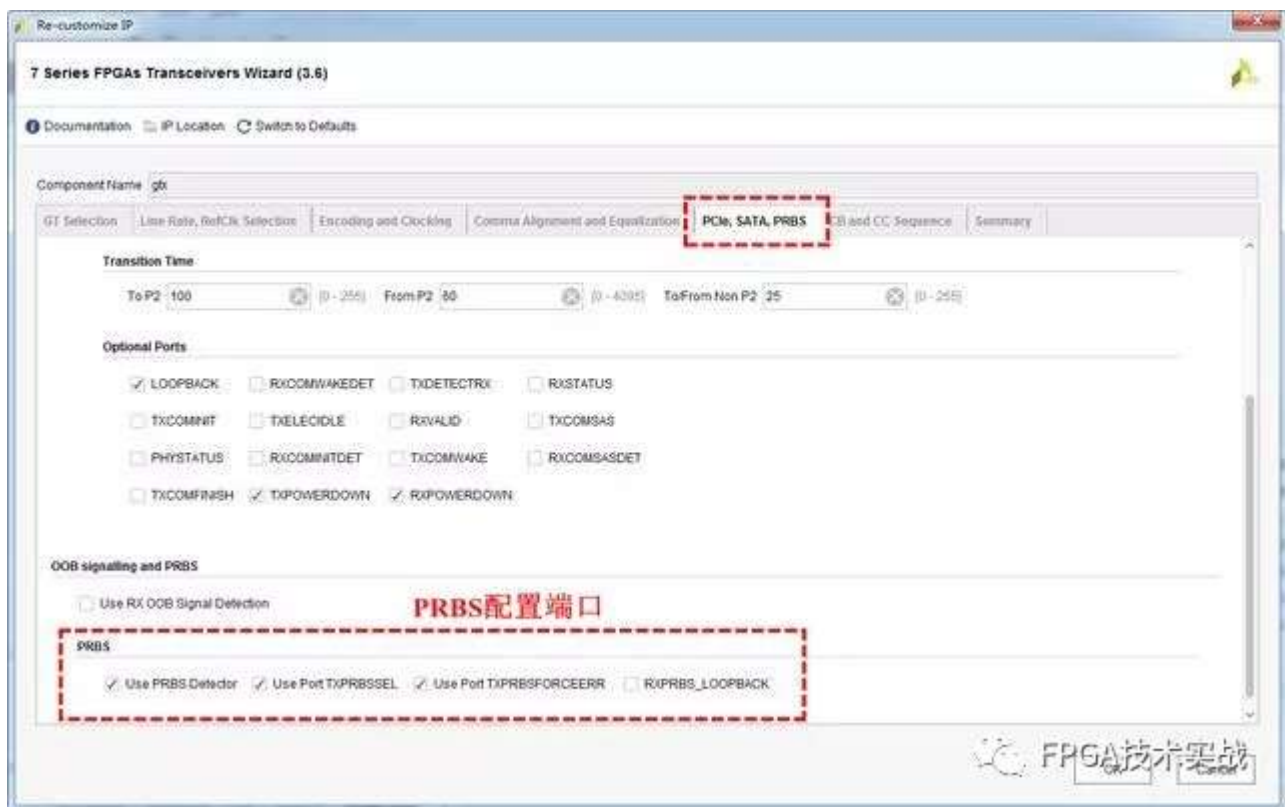 Re-customize IP
7 Series FPGAs Transceivers Wizard (3.6)
Documentation IP Location Switch to Defaults
Component Name gtx
GT Selection Line Rate, RefClk Selection Encoding and Clocking Comma Alignment and Equalization PCIe, SATA, PRBS CB and CC Sequence Summary
Transition Time
To P2 100 (0 - 255) From P2 60 (0 - 4095) To/From Non P2 25 (0 - 255)
Optional Ports
LOOPBACK RXCOMWAKEDET TXDETECTRX RXSTATUS
TXCOMINIT TXELECIDLE RXVALID TXCOMSAS
PHYSTATUS RXCOMINITDET TXCOMWAKE RXCOMSASDET
TXCOMFINISH TXPOWERDOWN RXPOWERDOWN
OOB signalling and PRBS
Use RX OOB Signal Detection
PRBS配置端口
PRBS
Use PRBS Detector Use Port TXPRBSSEL Use Port TXPRBSFORCEERR RXPRBS_LOOPBACK
FPGA技术实战
OK Cancel